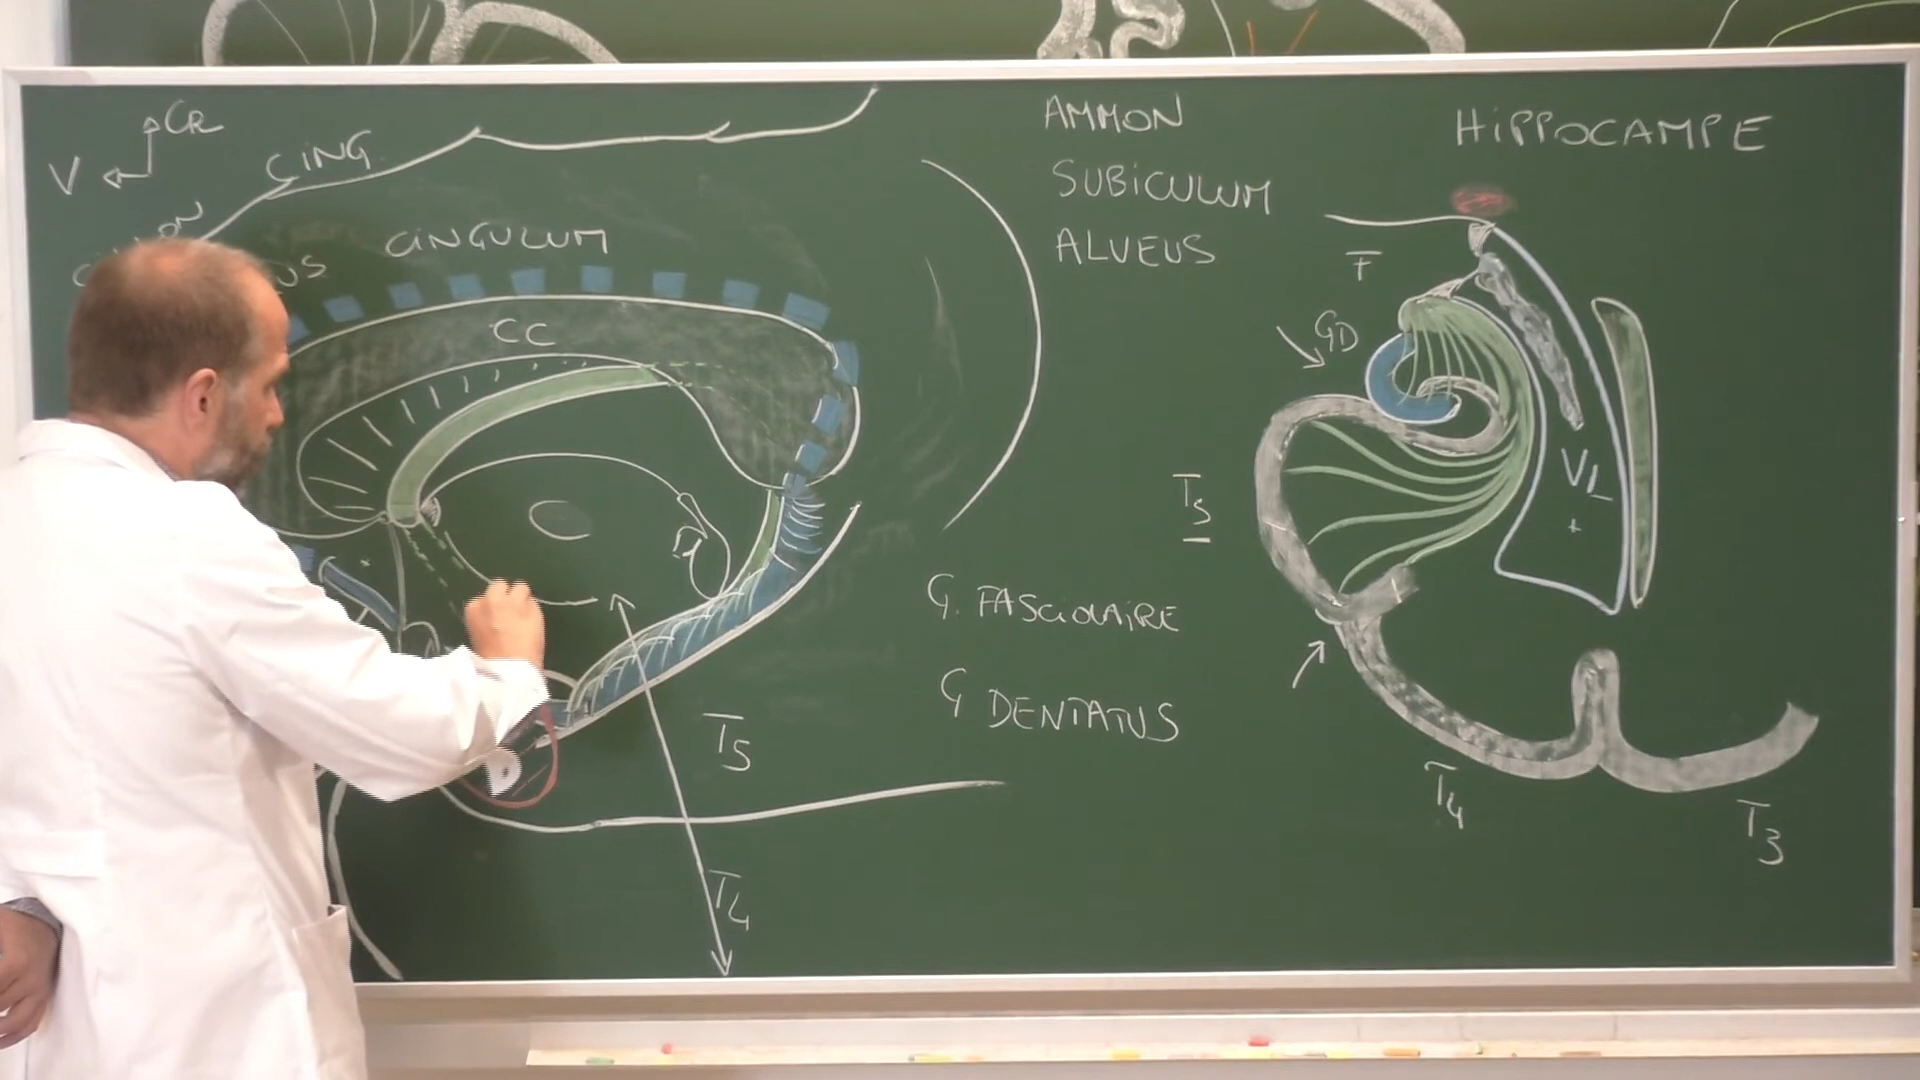 CR
V
CING.
CINGULUM
CC
T5
T4
AMMON
SUBICULUM
ALVEUS
G. FASCIOLAIRE
G DENTATUS
HIPPOCAMPE
F
GD
VL
T5
T4
T3